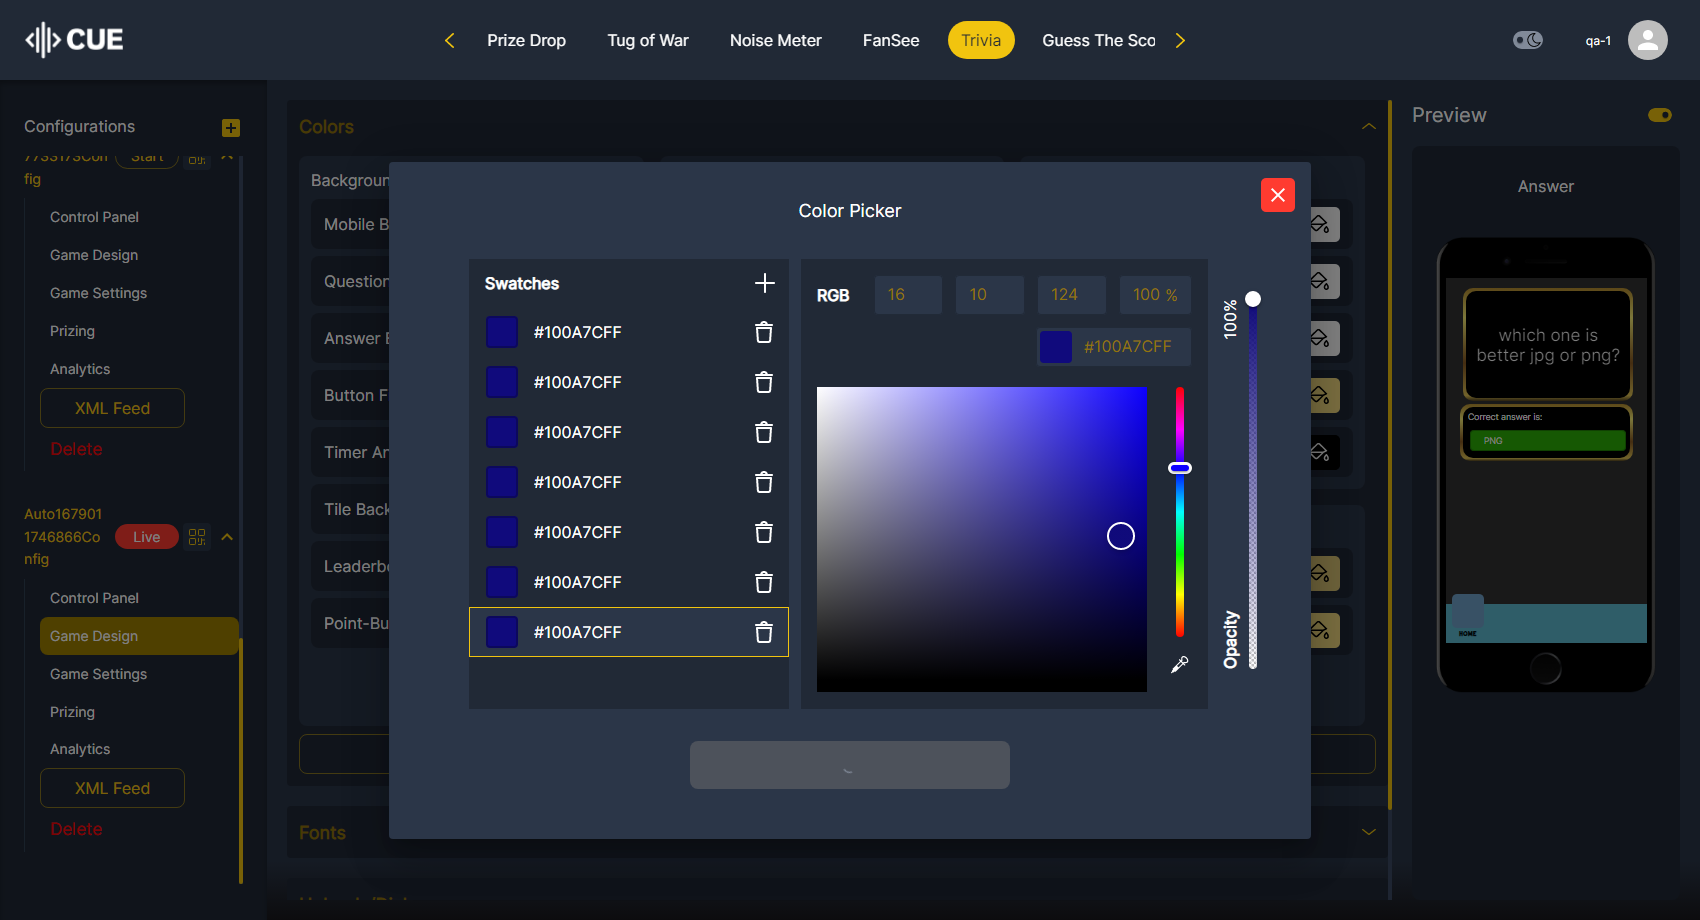 CUE
Prize Drop
Tug of War
Noise Meter
FanSee
Trivia
Guess The Sco
qa-1
Configurations
7733173Con
fig
Start
Control Panel
Game Design
Game Settings
Prizing
Analytics
XML Feed
Delete
Auto167901
1746866Co
nfig
Live
Control Panel
Game Design
Game Settings
Prizing
Analytics
XML Feed
Delete
Colors
Backgroun
Mobile B
Question
Answer
Button F
Timer An
Tile Back
Leaderbo
Point-Bu
Fonts
Color Picker
Swatches
#100A7CFF
#100A7CFF
#100A7CFF
#100A7CFF
#100A7CFF
#100A7CFF
#100A7CFF
RGB
16
10
124
100 %
#100A7CFF
100%
Opacity
Preview
Answer
which one is
better jpg or png?
Correct answer is:
PNG
HOME